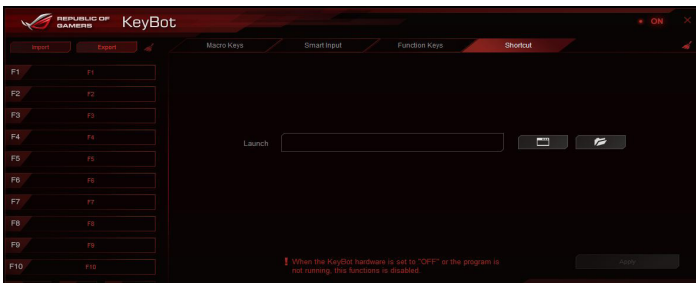 REPUBLIC OF
GAMERS
KeyBot
ON
Import
Export
Macro Keys
Smart Input
Function Keys
Shortcut
F1 F1
F2 F2
F3 F3
F4 F4
F5 F5
F6 F6
F7 F7
F8 F8
F9 F9
F10 F10
Launch
! When the KeyBot hardware is set to "OFF" or the program is
not running, this functions is disabled.
Apply